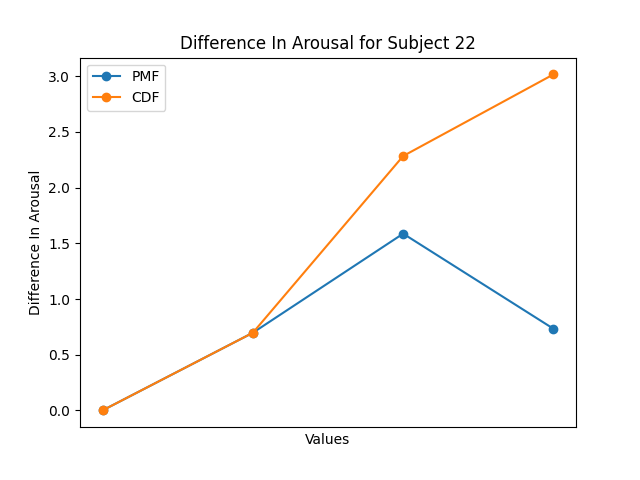 Difference In Arousal for Subject 22
PMF
CDF
3.0
2.5
2.0
1.5
1.0
0.5
0.0
Difference In Arousal
Values